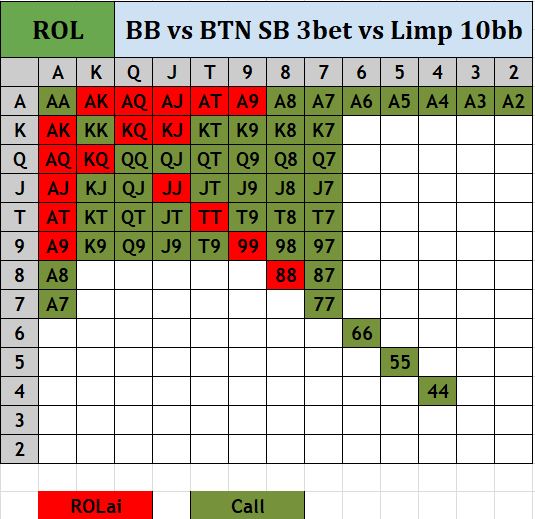 ROL BB vs BTN SB 3bet vs Limp 10bb
A K Q J T 9 8 7 6 5 4 3 2
A AA AK AQ AJ AT A9 A8 A7 A6 A5 A4 A3 A2
K AK KK KQ KJ KT K9 K8 K7
Q AQ KQ QQ QJ QT Q9 Q8 Q7
J AJ KJ QJ JJ JT J9 J8 J7
T AT KT QT JT TT T9 T8 T7
9 A9 K9 Q9 J9 T9 99 98 97
8 A8 88 87
7 A7 77
6 66
5 55
4 44
3
2
ROLai Call